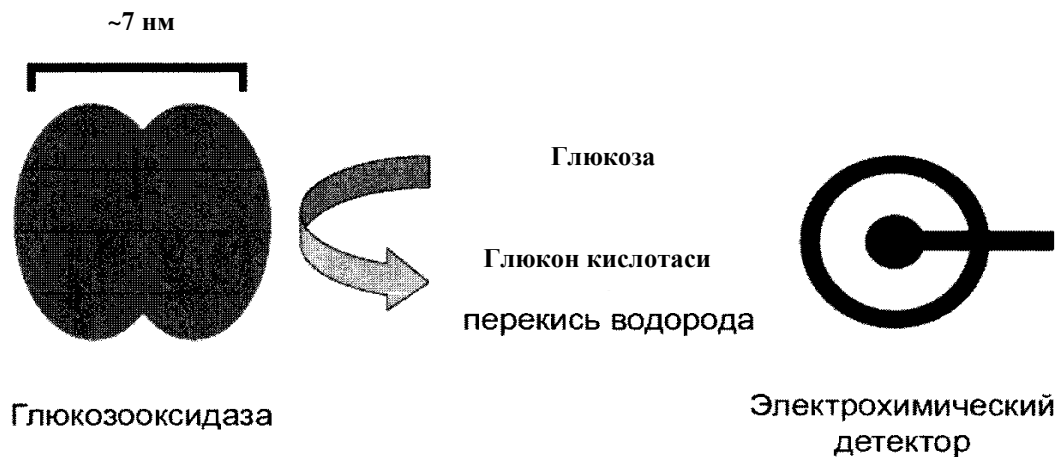 ~7 нм
Глюкоза
Глюкон кислотаси
перекись водорода
Глюкозооксидаза
Электрохимический
детектор